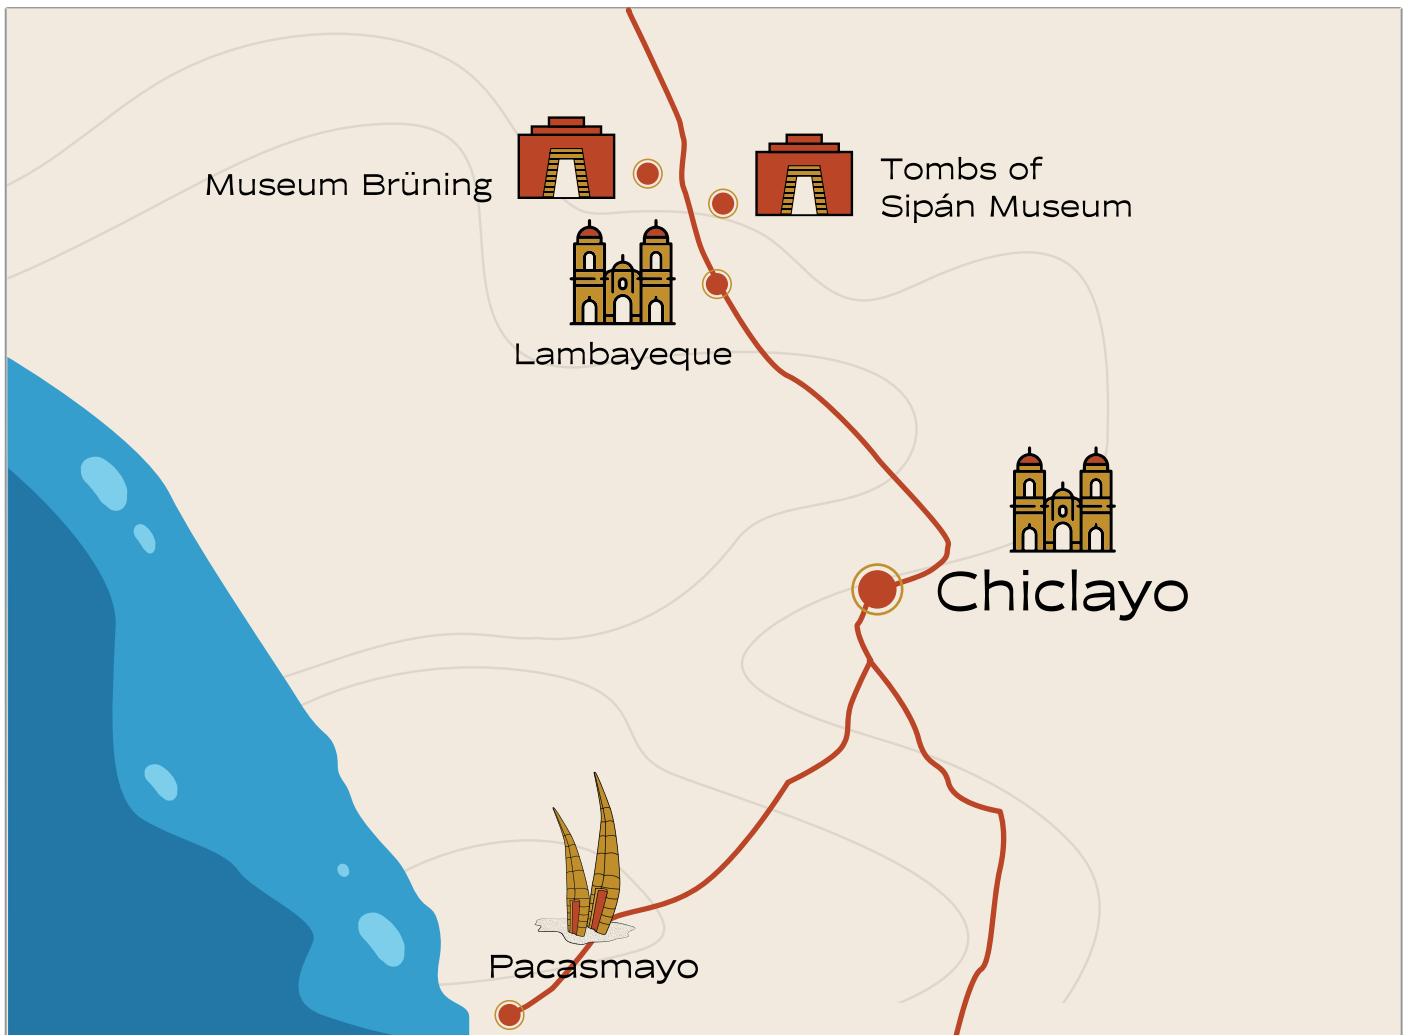 Museum Brüning
Tombs of
Sipán Museum
Lambayeque
Chiclayo
Pacasmayo